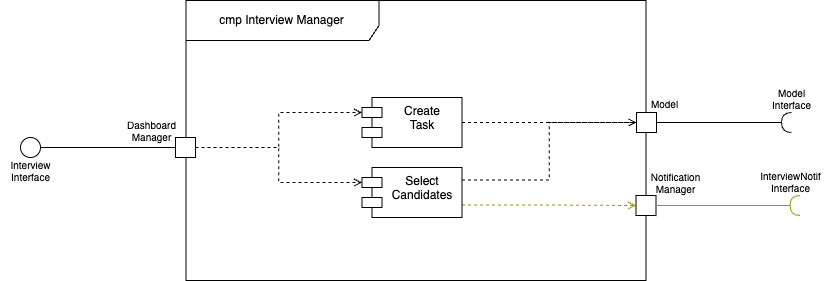 cmp Interview Manager
Create
Task
Select
Candidates
Dashboard
Manager
Interview
Interface
Model
Model
Interface
Notification
Manager
InterviewNotif
Interface